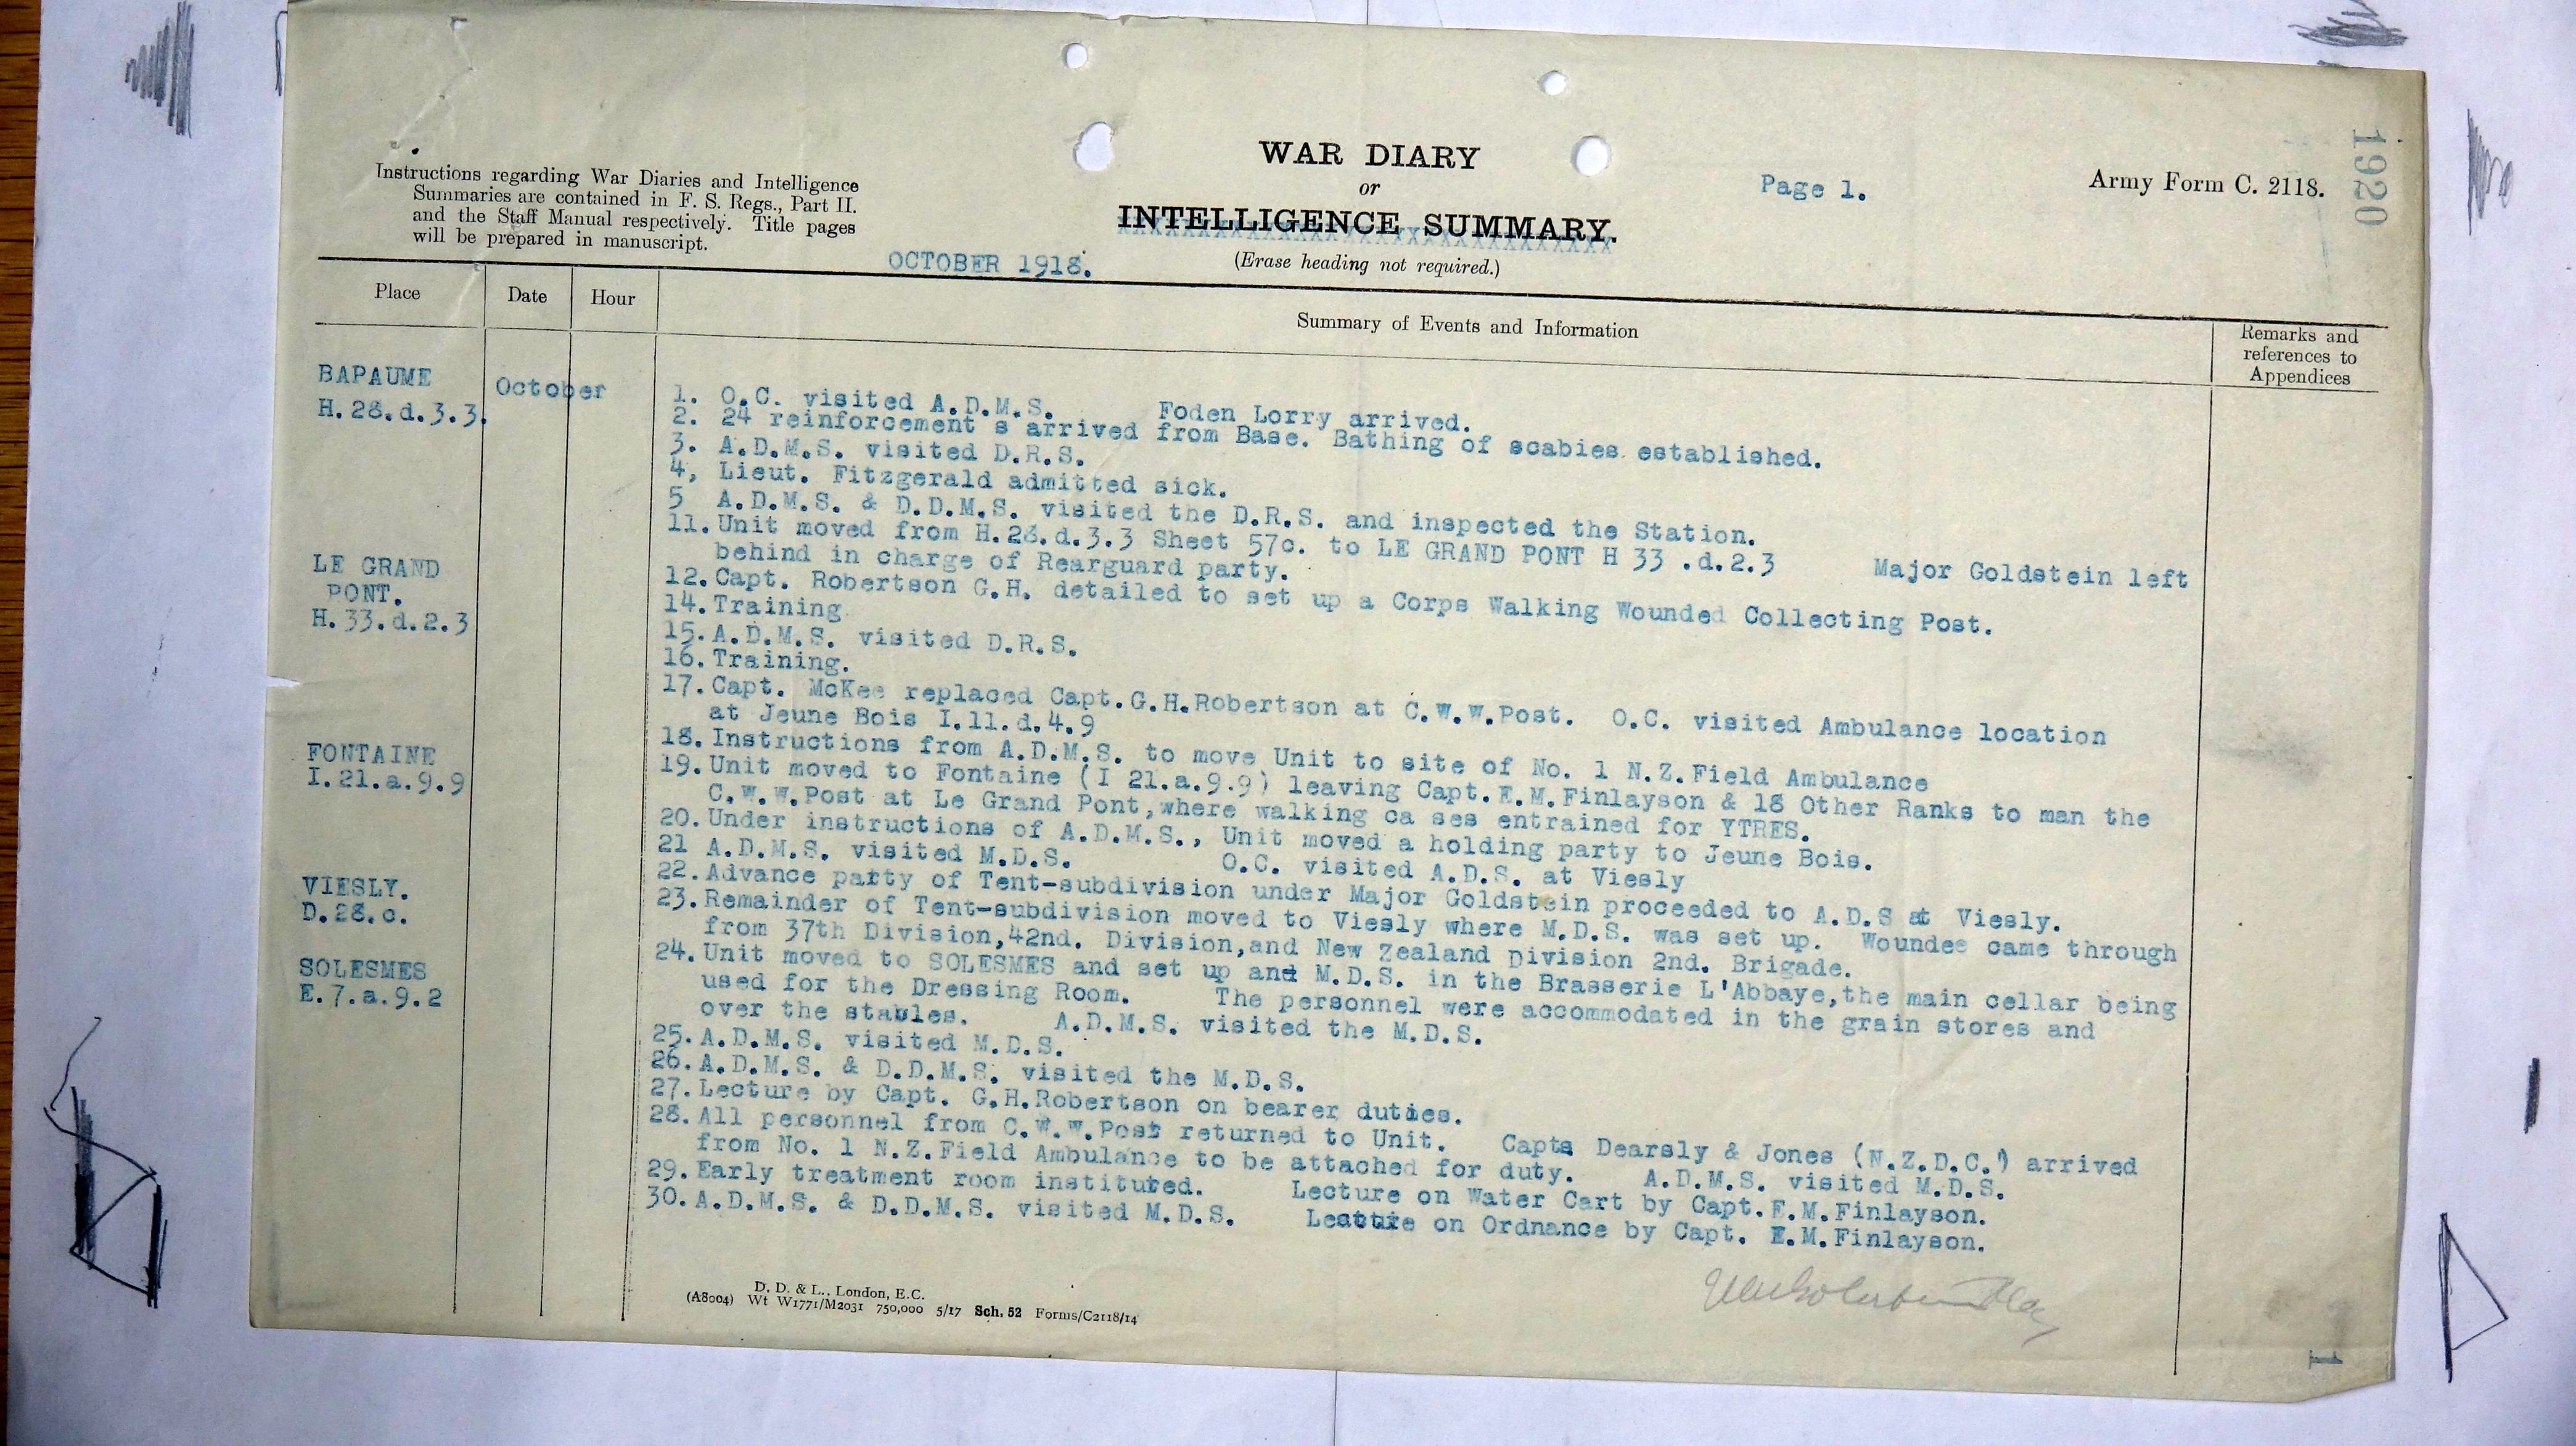 Instructions regarding War Diaries and Intelligence
Summaries are contained in F. S. Regs., Part II.
and the Staff Manual respectively. Title pages
will be prepared in manuscript.
WAR DIARY
or
INTELLIGENCE SUMMARY.
(Erase heading not required.)
OCTOBER 1918.
Page 1.
Army Form C. 2118.
1920
Place
Date
Hour
Summary of Events and Information
Remarks and
references to
Appendices
BAPAUME
H.28.d.3.3.
October
1. O.C. visited A.D.M.S. Foden Lorry arrived.
2. 24 reinforcement s arrived from Base. Bathing of scabies established.
3. A.D.M.S. visited D.R.S.
4, Lieut. Fitzgerald admitted sick.
5 A.D.M.S. & D.D.M.S. visited the D.R.S. and inspected the Station.
11. Unit moved from H.28.d.3.3 Sheet 57c. to LE GRAND PONT H 33 .d.2.3 Major Goldstein left
behind in charge of Rearguard party.
LE GRAND
PONT.
H.33.d.2.3
12. Capt. Robertson G.H. detailed to set up a Corps Walking Wounded Collecting Post.
14. Training
15. A.D.M.S. visited D.R.S.
16. Training.
17. Capt. McKee replaced Capt.G.H.Robertson at C.W.W.Post. O.C. visited Ambulance location
at Jeune Bois I.11.d.4.9
18. Instructions from A.D.M.S. to move Unit to site of No. 1 N.Z.Field Ambulance
FONTAINE
I.21.a.9.9
19. Unit moved to Fontaine (I 21.a.9.9) leaving Capt.E.M.Finlayson & 18 Other Ranks to man the
C.W.W.Post at Le Grand Pont,where walking ca ses entrained for YTRES.
20. Under instructions of A.D.M.S., Unit moved a holding party to Jeune Bois.
21 A.D.M.S. visited M.D.S. O.C. visited A.D.S. at Viesly
22. Advance party of Tent-subdivision under Major Goldstein proceeded to A.D.S at Viesly.
VIESLY.
D.28.c.
23. Remainder of Tent-subdivision moved to Viesly where M.D.S. was set up. Woundes came through
from 37th Division,42nd. Division,and New Zealand Division 2nd. Brigade.
SOLESMES
E.7.a.9.2
24. Unit moved to SOLESMES and set up and M.D.S. in the Brasserie L'Abbaye,the main cellar being
used for the Dressing Room. The personnel were accommodated in the grain stores and
over the stables. A.D.M.S. visited the M.D.S.
25. A.D.M.S. visited M.D.S.
26. A.D.M.S. & D.D.M.S. visited the M.D.S.
27. Lecture by Capt. G.H.Robertson on bearer duties.
28. All personnel from C.W.W.Post returned to Unit. Capts Dearsly & Jones (N.Z.D.C.) arrived
from No. 1 N.Z.Field Ambulance to be attached for duty. A.D.M.S. visited M.D.S.
29. Early treatment room instituted. Lecture on Water Cart by Capt.E.M.Finlayson.
30. A.D.M.S. & D.D.M.S. visited M.D.S. Lecture on Ordnance by Capt. E.M.Finlayson.
D. D. & L., London, E.C.
(A8004) Wt W1771/M2031 750,000 5/17 Sch. 52 Forms/C2118/14
1